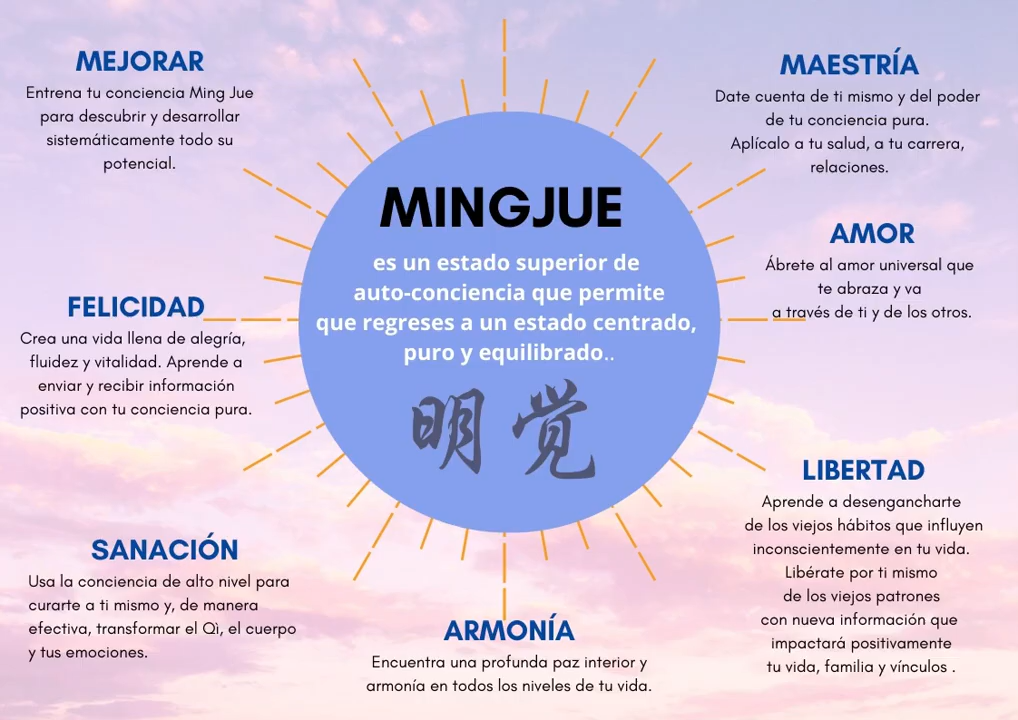 MEJORAR
Entrena tu conciencia Ming Jue
para descubrir y desarrollar
sistemáticamente todo su
potencial.
MAESTRÍA
Date cuenta de ti mismo y del poder
de tu conciencia pura.
Aplícalo a tu salud, a tu carrera,
relaciones.
MINGJUE
es un estado superior de
auto-conciencia que permite
que regreses a un estado centrado,
puro y equilibrado..
明覚
FELICIDAD
Crea una vida llena de alegría,
fluidez y vitalidad. Aprende a
enviar y recibir información
positiva con tu conciencia pura.
AMOR
Ábrete al amor universal que
te abraza y va
a través de ti y de los otros.
SANACIÓN
Usa la conciencia de alto nivel para
curarte a ti mismo y, de manera
efectiva, transformar el Qì, el cuerpo
y tus emociones.
ARMONÍA
Encuentra una profunda paz interior y
armonía en todos los niveles de tu vida.
LIBERTAD
Aprende a desengancharte
de los viejos hábitos que influyen
inconscientemente en tu vida.
Libérate por ti mismo
de los viejos patrones
con nueva información que
impactará positivamente
tu vida, familia y vínculos .